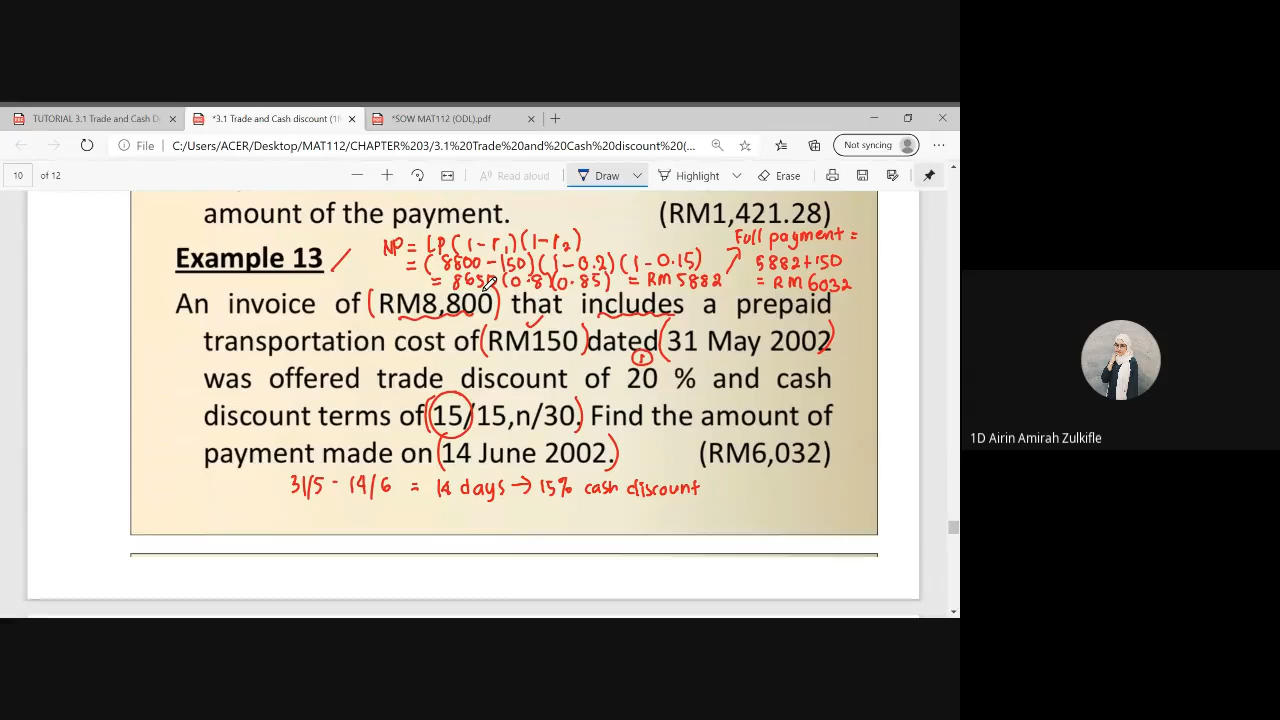 TUTORIAL 3.1 Trade and Cash D
*3.1 Trade and Cash discount (1
*SOW MAT112 (ODL).pdf
File C:/Users/ACER/Desktop/MAT112/CHAPTER%203/3.1%20Trade%20and%20Cash%20discount%20(... Not syncing
10 of 12 Read aloud Draw Highlight Erase
amount of the payment. (RM1,421.28)
Example 13
NP = LP(1-r1)(1-r2)
= (8800 - 150)(1-0.2)(1-0.15)
= 8650(0.8)(0.85) = RM 5882
Full payment =
5882+150
= RM 6032
An invoice of (RM8,800) that includes a prepaid
transportation cost of (RM150) dated (31 May 2002)
1
was offered trade discount of 20 % and cash
discount terms of (15/15,n/30). Find the amount of
payment made on (14 June 2002.) (RM6,032)
31/5 - 14/6 = 14 days → 15% cash discount
1D Airin Amirah Zulkifle